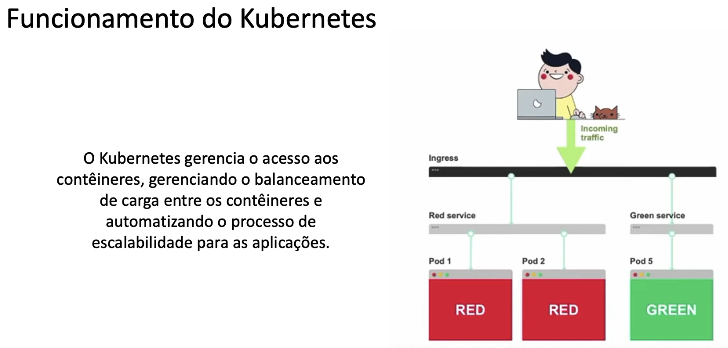 Funcionamento do Kubernetes
O Kubernetes gerencia o acesso aos
contêineres, gerenciando o balanceamento
de carga entre os contêineres e
automatizando o processo de
escalabilidade para as aplicações.
Incoming
traffic
Ingress
Red service
Green service
Pod 1
Pod 2
Pod 5
RED
RED
GREEN